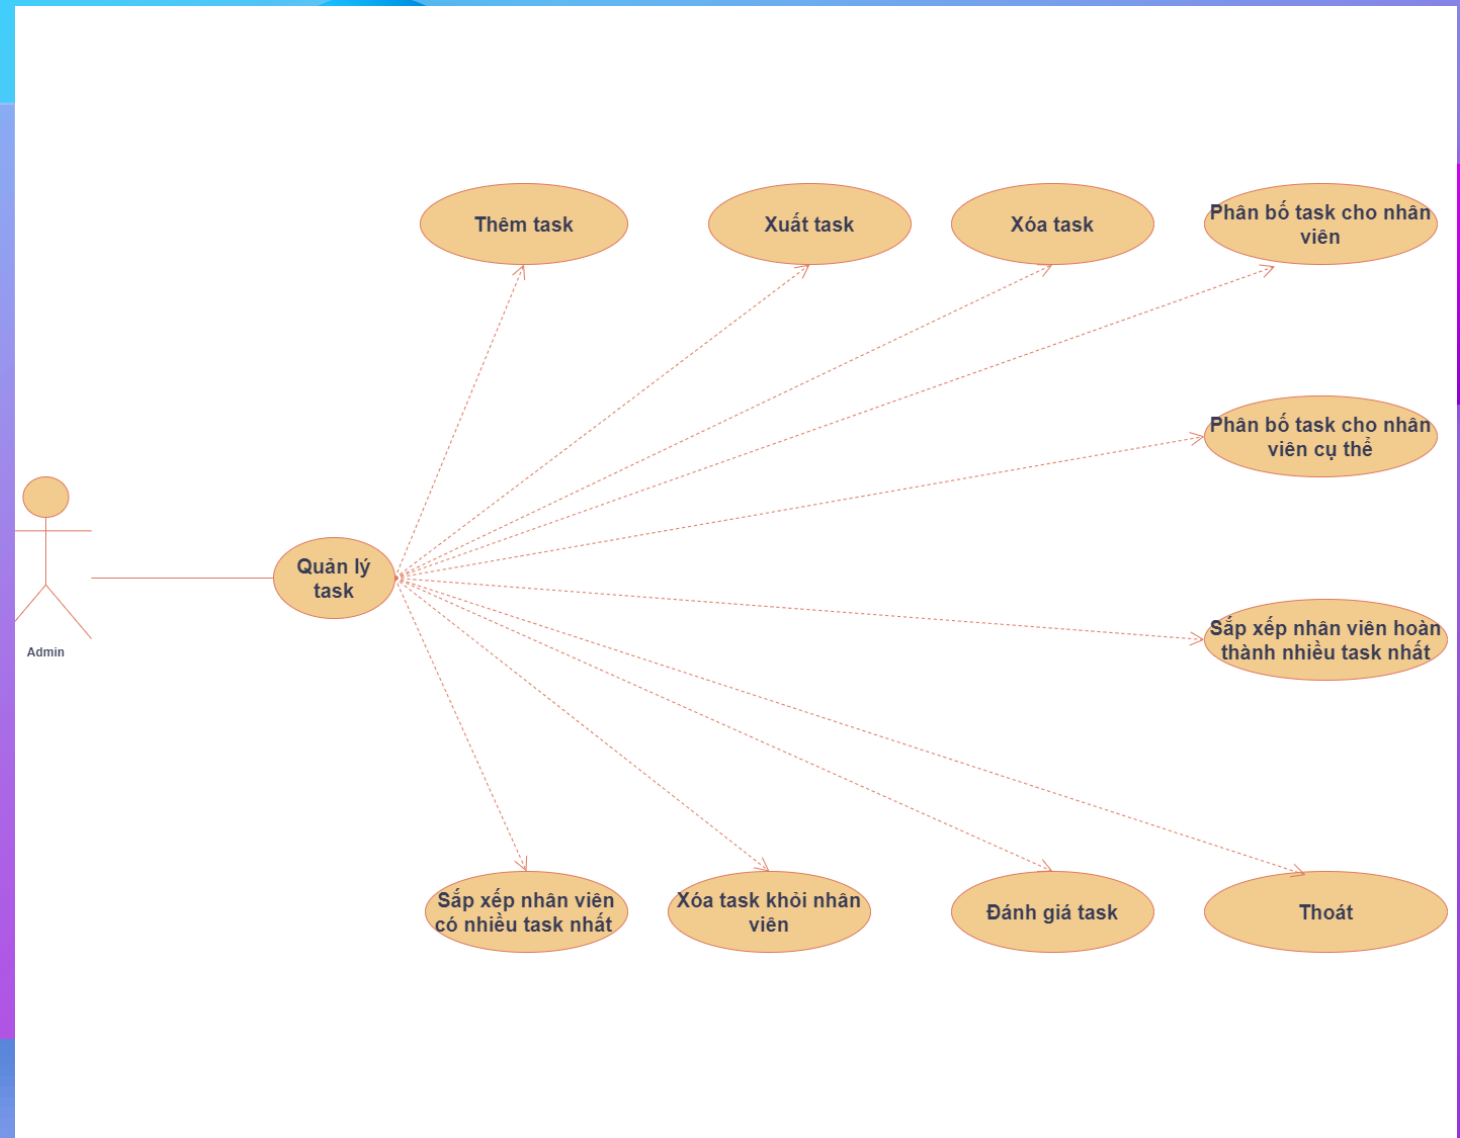 Thêm task
Xuất task
Xóa task
Phân bố task cho nhân
viên
Phân bố task cho nhân
viên cụ thể
Quản lý
task
Admin
Sắp xếp nhân viên hoàn
thành nhiều task nhất
Sắp xếp nhân viên
có nhiều task nhất
Xóa task khỏi nhân
viên
Đánh giá task
Thoát